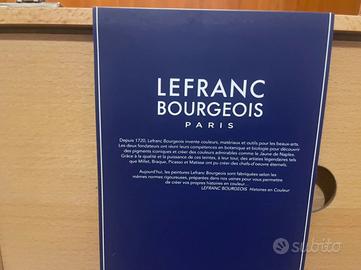 LEFRANC
BOURGEOIS
PARIS
Depuis 1720, Lefranc Bourgeois invente couleurs, matériaux et outils pour les beaux-arts.
Les deux fondateurs ont réuni leurs compétences en botanique et biologie pour découvrir
des pigments iconiques et créer des couleurs admirables comme le Jaune de Naples.
Grâce à la qualité et la puissance de ces teintes, à leur tour, des artistes légendaires tels
que Millet, Braque, Picasso et Matisse ont pu créer des chefs-d'oeuvre éternels.
Aujourd'hui, les peintures Lefranc Bourgeois sont fabriquées selon les
mêmes normes rigoureuses, préparées dans nos usines pour vous permettre
de créer vos propres histoires en couleur...
LEFRANC BOURGEOIS Histoires en Couleur
subito